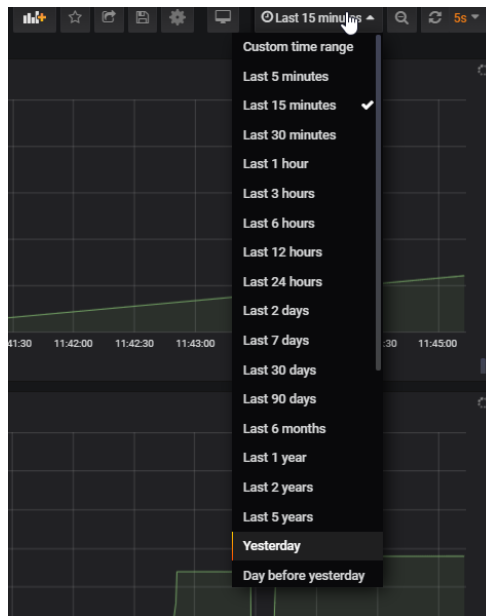 Last 15 minutes
5s
Custom time range
Last 5 minutes
Last 15 minutes
Last 30 minutes
Last 1 hour
Last 3 hours
Last 6 hours
Last 12 hours
Last 24 hours
Last 2 days
41:30 11:42:00 11:42:30 11:43:00 :30 11:45:00
Last 7 days
Last 30 days
Last 90 days
Last 6 months
Last 1 year
Last 2 years
Last 5 years
Yesterday
Day before yesterday